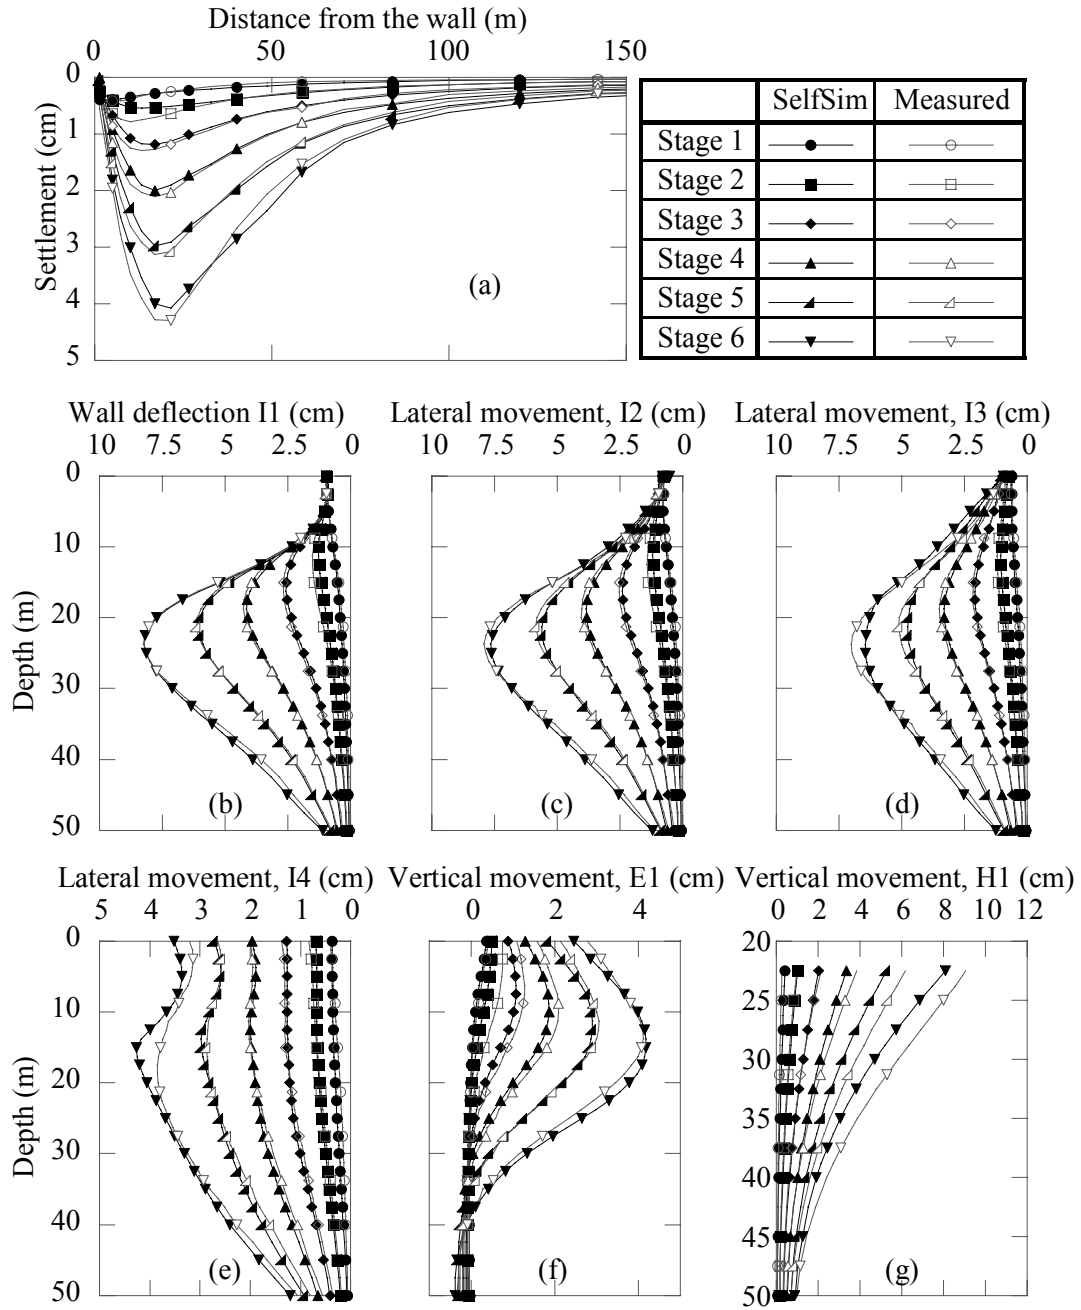 Distance from the wall (m)
0 50 100 150
Settlement (cm)
0
1
2
3
4
5
(a)
SelfSim Measured
Stage 1
Stage 2
Stage 3
Stage 4
Stage 5
Stage 6
Wall deflection I1 (cm)
10 7.5 5 2.5 0
Depth (m)
0
10
20
30
40
50
(b)
Lateral movement, I2 (cm)
10 7.5 5 2.5 0
(c)
Lateral movement, I3 (cm)
10 7.5 5 2.5 0
(d)
Lateral movement, I4 (cm)
5 4 3 2 1 0
Depth (m)
0
10
20
30
40
50
(e)
Vertical movement, E1 (cm)
0 2 4
(f)
Vertical movement, H1 (cm)
0 2 4 6 8 10 12
20
25
30
35
40
45
50
(g)